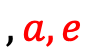 , a, e